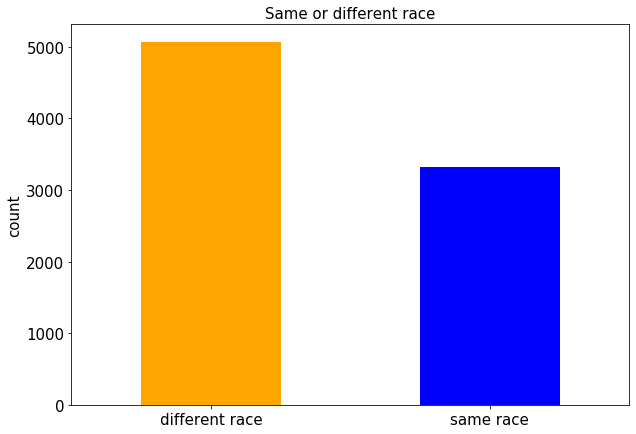 Same or different race
5000
4000
3000
2000
1000
0
count
different race
same race